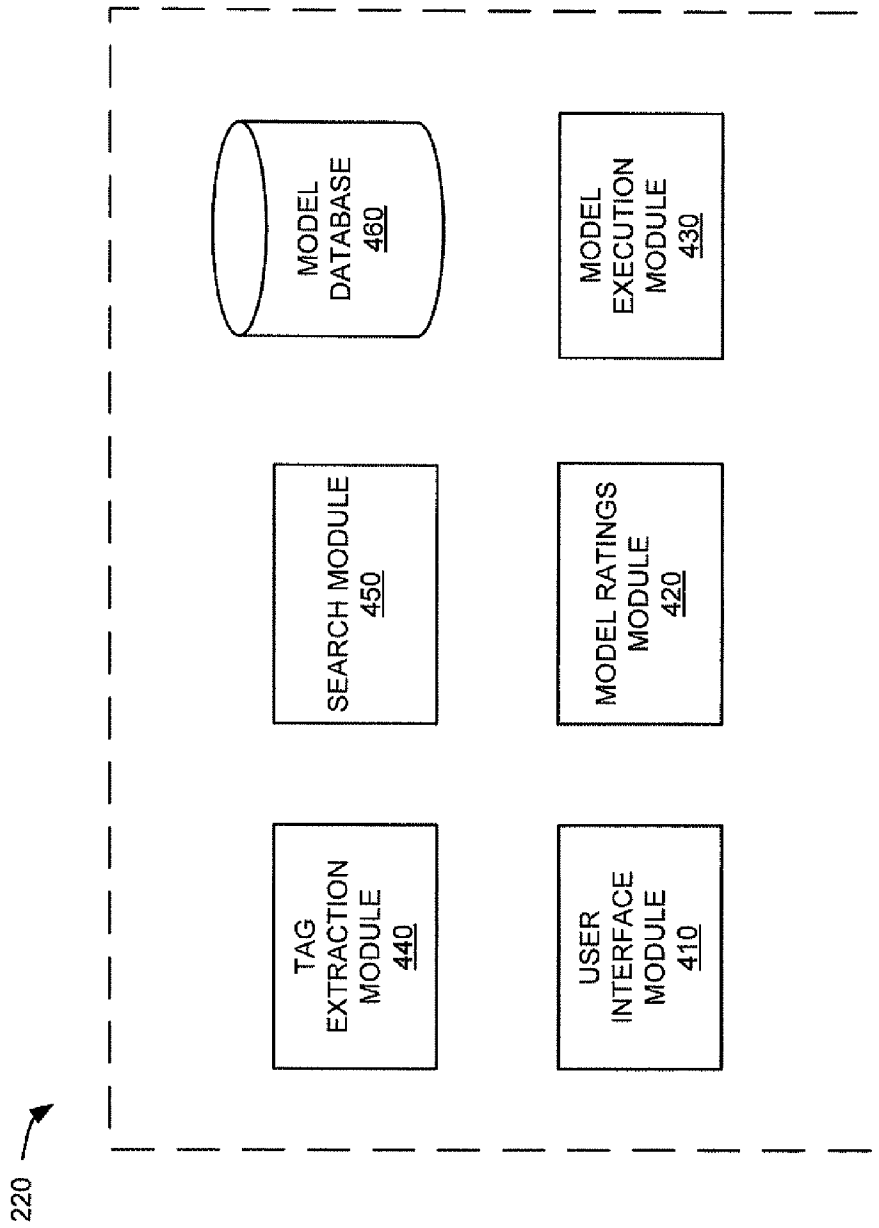 220
TAG
EXTRACTION
MODULE
440
SEARCH MODULE
450
MODEL
DATABASE
460
USER
INTERFACE
MODULE
410
MODEL RATINGS
MODULE
420
MODEL
EXECUTION
MODULE
430